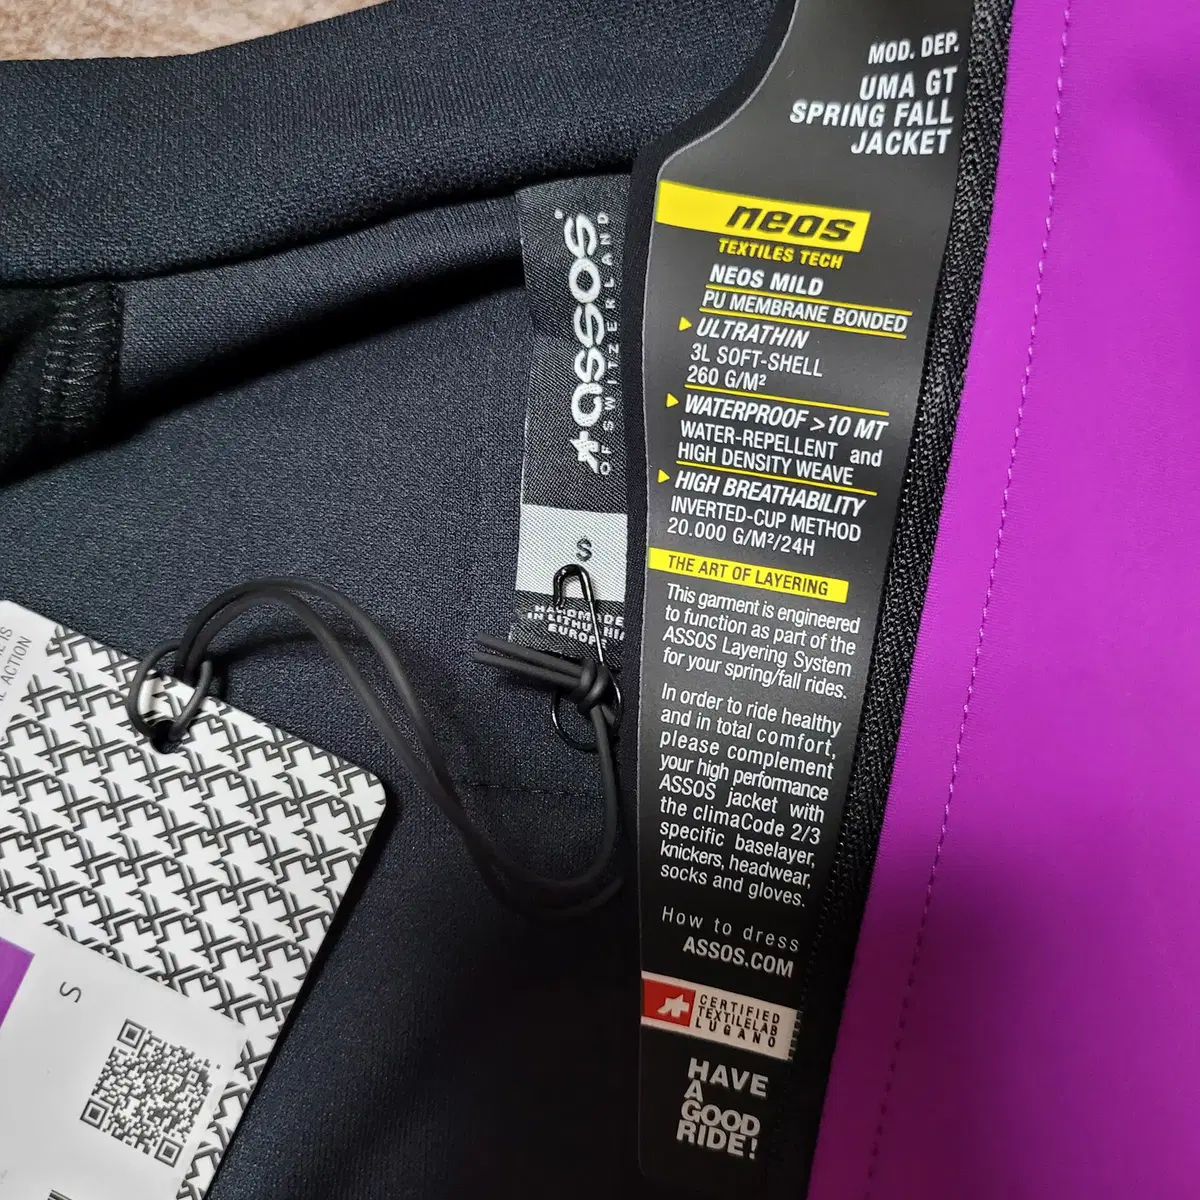 MOD. DEP.
UMA GT
SPRING FALL
JACKET
neos
TEXTILES TECH
NEOS MILD
PU MEMBRANE BONDED
ULTRATHIN
3L SOFT-SHELL
260 G/M²
WATERPROOF >10 MT
WATER-REPELLENT and
HIGH DENSITY WEAVE
HIGH BREATHABILITY
INVERTED-CUP METHOD
20.000 G/M²/24H
THE ART OF LAYERING
This garment is engineered
to function as part of the
ASSOS Layering System
for your spring/fall rides.
In order to ride healthy
and in total comfort,
please complement
your high performance
ASSOS jacket with
the climaCode 2/3
specific baselayer,
knickers, headwear,
socks and gloves.
How to dress
ASSOS.COM
CERTIFIED
TEXTILELAB
LUGANO
HAVE
A
GOOD
RIDE!
assos
OF SWITZERLAND
S
HANDMADE
IN LITHUANIA
EUROPE
IS
ACTION
S